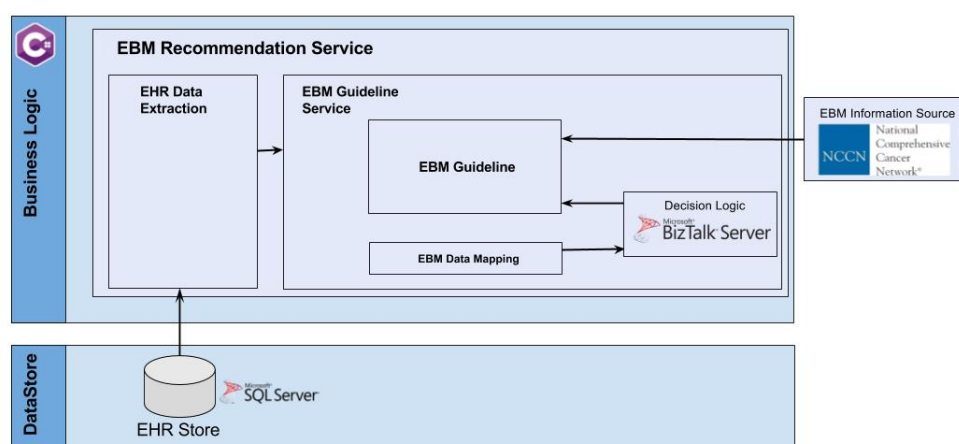 C#
Business Logic
EBM Recommendation Service
EHR Data
Extraction
EBM Guideline
Service
EBM Guideline
EBM Data Mapping
Decision Logic
Microsoft®
BizTalk Server
EBM Information Source
NCCN
National
Comprehensive
Cancer
Network®
DataStore
Microsoft®
SQL Server
EHR Store